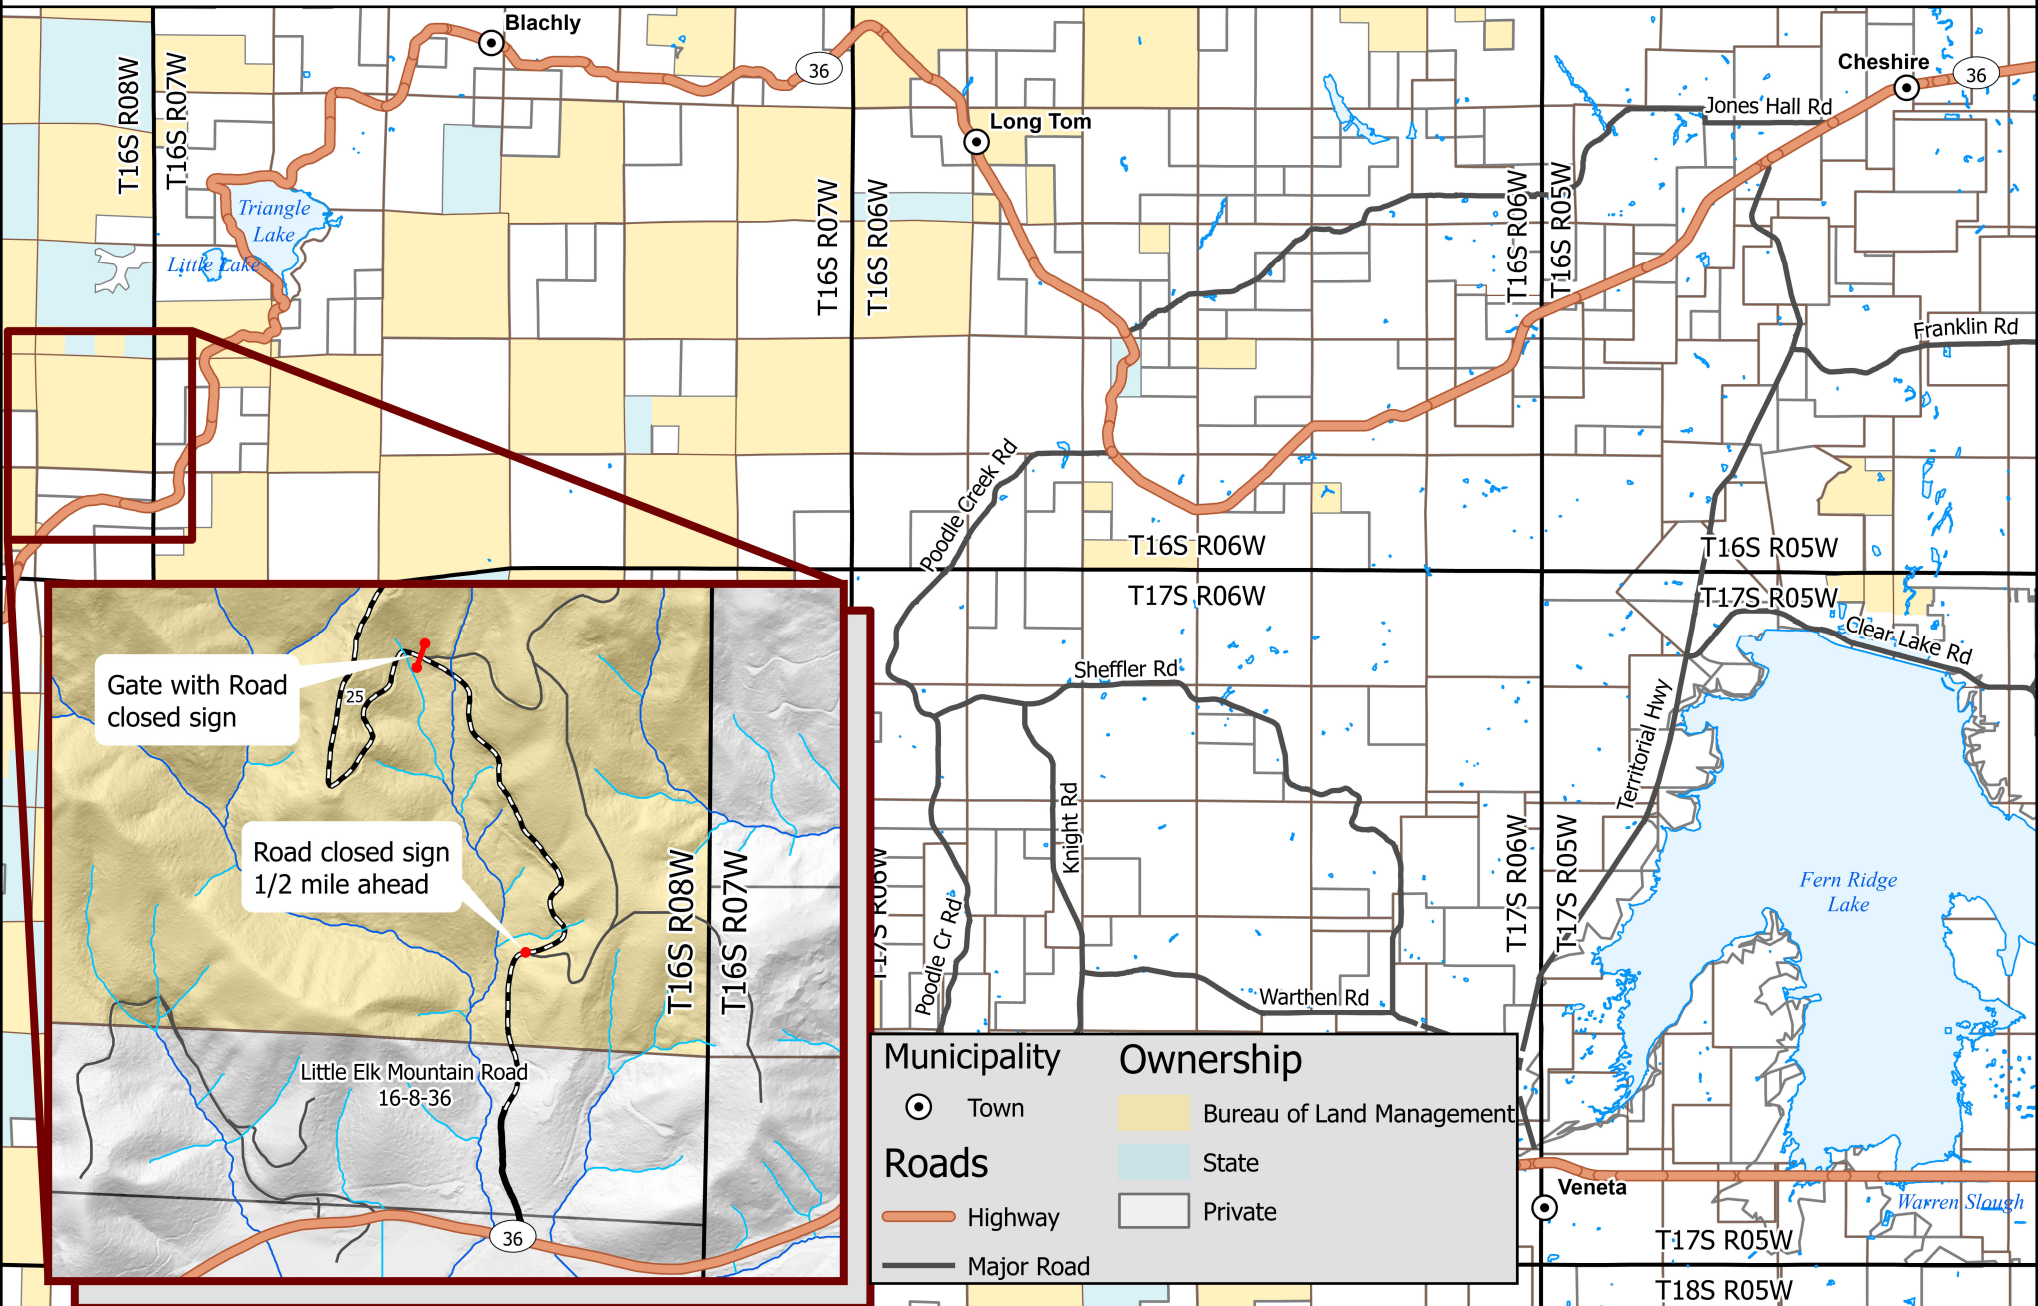 Blachly
36
Cheshire
36
Jones Hall Rd
Long Tom
T16S R08W
T16S R07W
Triangle
Lake
Little Lake
T16S R07W
T16S R06W
T16S R06W
T16S R05W
Franklin Rd
Poodle Creek Rd
T16S R06W
T17S R06W
T16S R05W
T17S R05W
Clear Lake Rd
Sheffler Rd
Territorial Hwy
Knight Rd
T17S R06W
Poodle Cr Rd
T17S R06W
T17S R05W
Fern Ridge
Lake
Warthen Rd
Veneta
Warren Slough
T17S R05W
T18S R05W
Gate with Road
closed sign
25
Road closed sign
1/2 mile ahead
T16S R08W
T16S R07W
Little Elk Mountain Road
16-8-36
36
Municipality
Town
Roads
Highway
Major Road
Ownership
Bureau of Land Management
State
Private